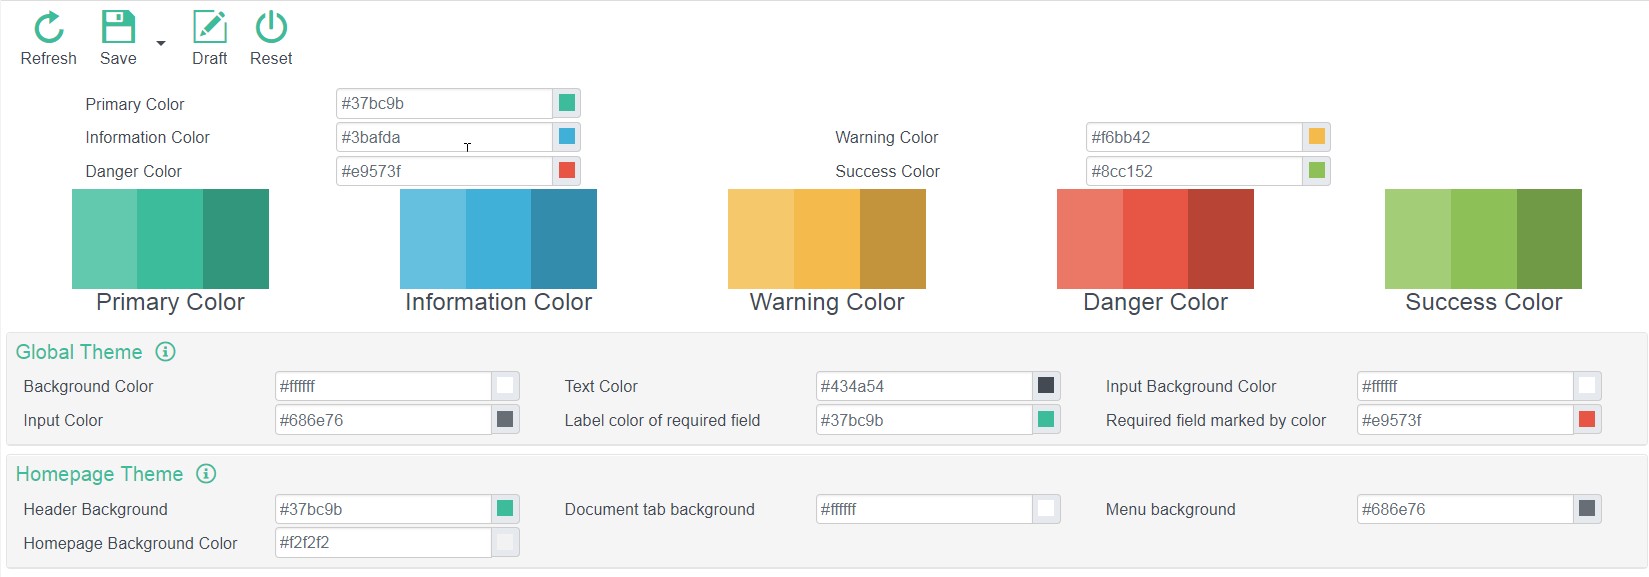 Refresh Save Draft Reset
Primary Color #37bc9b
Information Color #3bafda Warning Color #f6bb42
Danger Color #e9573f Success Color #8cc152
Primary Color Information Color Warning Color Danger Color Success Color
Global Theme
Background Color #ffffff Text Color #434a54 Input Background Color #ffffff
Input Color #686e76 Label color of required field #37bc9b Required field marked by color #e9573f
Homepage Theme
Header Background #37bc9b Document tab background #ffffff Menu background #686e76
Homepage Background Color #f2f2f2